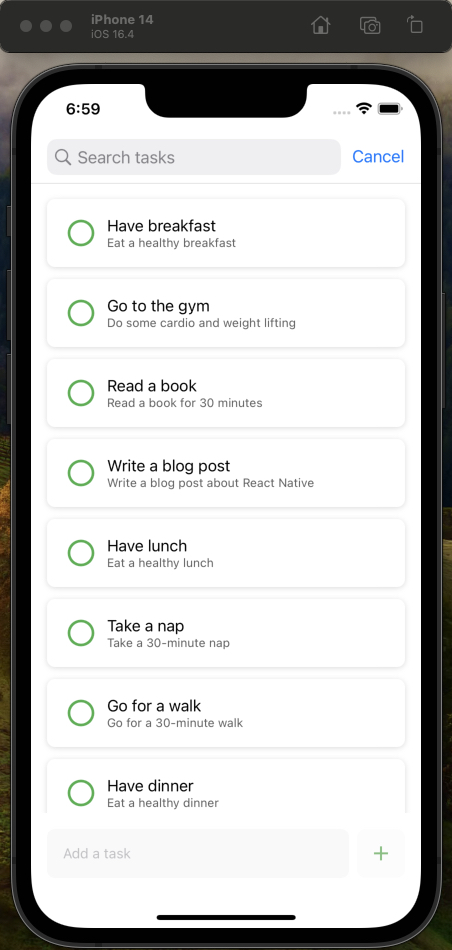 iPhone 14
iOS 16.4
6:59
Search tasks
Cancel
Have breakfast
Eat a healthy breakfast
Go to the gym
Do some cardio and weight lifting
Read a book
Read a book for 30 minutes
Write a blog post
Write a blog post about React Native
Have lunch
Eat a healthy lunch
Take a nap
Take a 30-minute nap
Go for a walk
Go for a 30-minute walk
Have dinner
Eat a healthy dinner
Add a task
+